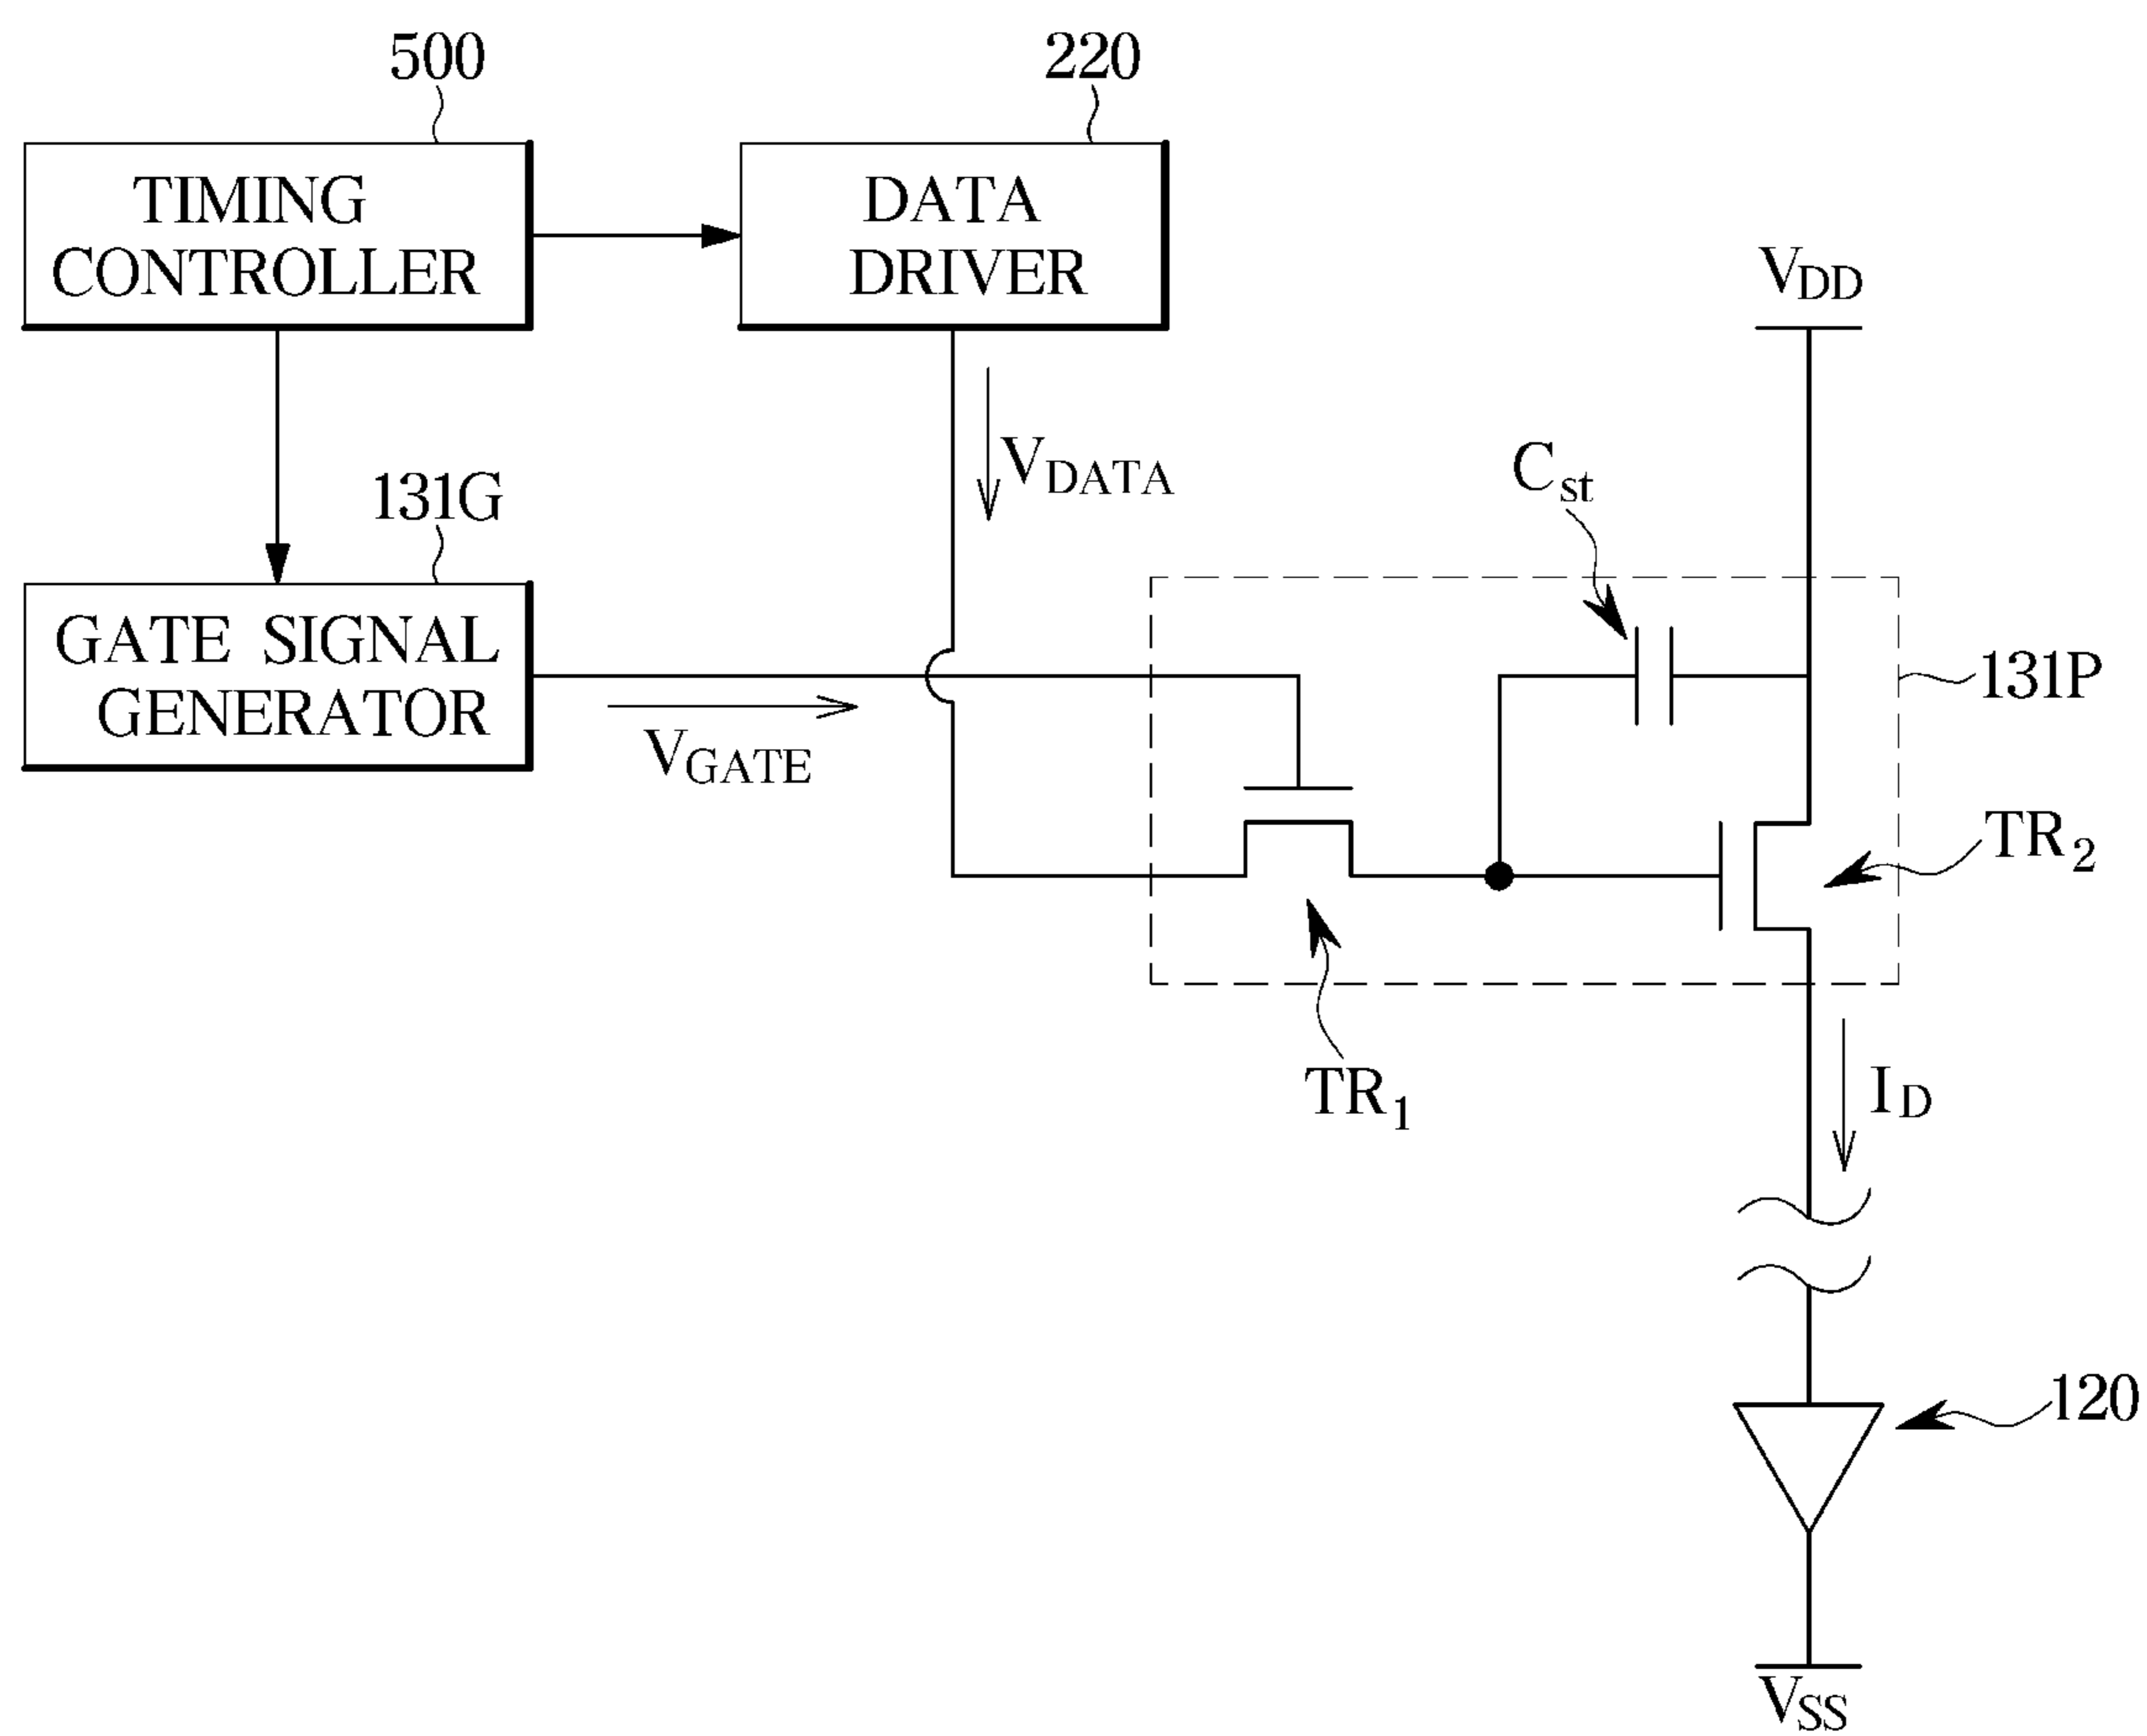 500
220
TIMING
CONTROLLER
DATA
DRIVER
VDD
VDATA
Cst
131G
GATE SIGNAL
GENERATOR
VGATE
131P
TR2
TR1
ID
120
VSS